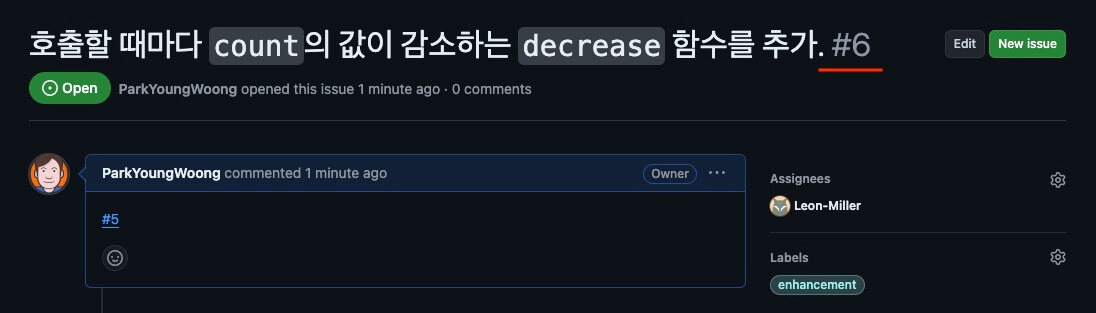 호출할 때마다 count의 값이 감소하는 decrease 함수를 추가. #6
Edit
New issue
Open
ParkYoungWoong opened this issue 1 minute ago · 0 comments
ParkYoungWoong commented 1 minute ago
Owner
#5
Assignees
Leon-Miller
Labels
enhancement